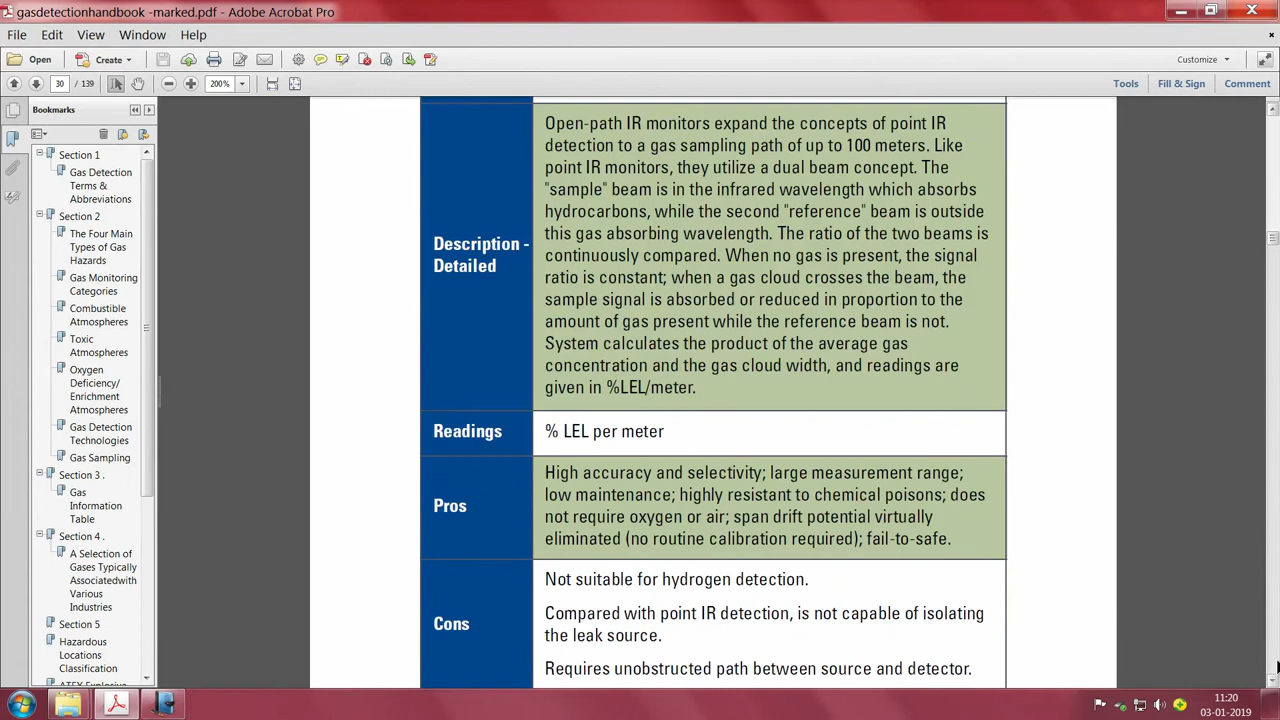 gasdetectionhandbook -marked.pdf - Adobe Acrobat Pro
File Edit View Window Help
Open Create Customize
30 / 139 200% Tools Fill & Sign Comment
Bookmarks
Section 1
Gas Detection
Terms &
Abbreviations
Section 2
The Four Main
Types of Gas
Hazards
Gas Monitoring
Categories
Combustible
Atmospheres
Toxic
Atmospheres
Oxygen
Deficiency/
Enrichment
Atmospheres
Gas Detection
Technologies
Gas Sampling
Section 3 .
Gas
Information
Table
Section 4 .
A Selection of
Gases Typically
Associatedwith
Various
Industries
Section 5
Hazardous
Locations
Classification
ATEX Explosive
Description -
Detailed
Open-path IR monitors expand the concepts of point IR
detection to a gas sampling path of up to 100 meters. Like
point IR monitors, they utilize a dual beam concept. The
"sample" beam is in the infrared wavelength which absorbs
hydrocarbons, while the second "reference" beam is outside
this gas absorbing wavelength. The ratio of the two beams is
continuously compared. When no gas is present, the signal
ratio is constant; when a gas cloud crosses the beam, the
sample signal is absorbed or reduced in proportion to the
amount of gas present while the reference beam is not.
System calculates the product of the average gas
concentration and the gas cloud width, and readings are
given in %LEL/meter.
Readings
% LEL per meter
Pros
High accuracy and selectivity; large measurement range;
low maintenance; highly resistant to chemical poisons; does
not require oxygen or air; span drift potential virtually
eliminated (no routine calibration required); fail-to-safe.
Cons
Not suitable for hydrogen detection.
Compared with point IR detection, is not capable of isolating
the leak source.
Requires unobstructed path between source and detector.
11:20
03-01-2019